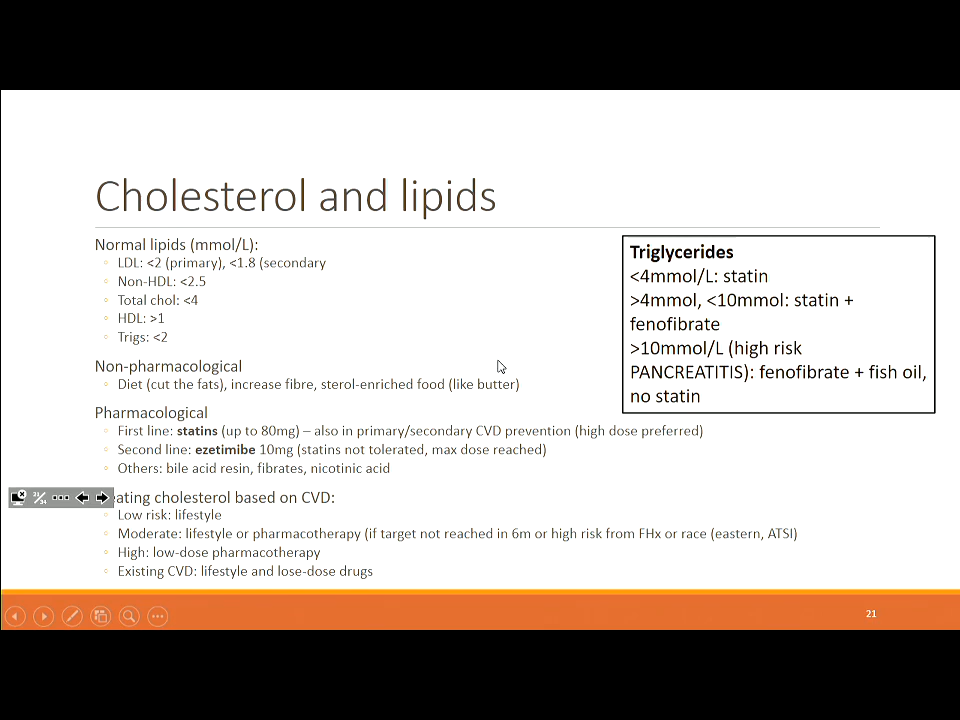 Cholesterol and lipids
Normal lipids (mmol/L):
LDL: <2 (primary), <1.8 (secondary
Non-HDL: <2.5
Total chol: <4
HDL: >1
Trigs: <2
Non-pharmacological
Diet (cut the fats), increase fibre, sterol-enriched food (like butter)
Pharmacological
First line: statins (up to 80mg) – also in primary/secondary CVD prevention (high dose preferred)
Second line: ezetimibe 10mg (statins not tolerated, max dose reached)
Others: bile acid resin, fibrates, nicotinic acid
eating cholesterol based on CVD:
Low risk: lifestyle
Moderate: lifestyle or pharmacotherapy (if target not reached in 6m or high risk from FHx or race (eastern, ATSI)
High: low-dose pharmacotherapy
Existing CVD: lifestyle and lose-dose drugs
Triglycerides
<4mmol/L: statin
>4mmol, <10mmol: statin +
fenofibrate
>10mmol/L (high risk
PANCREATITIS): fenofibrate + fish oil,
no statin
21